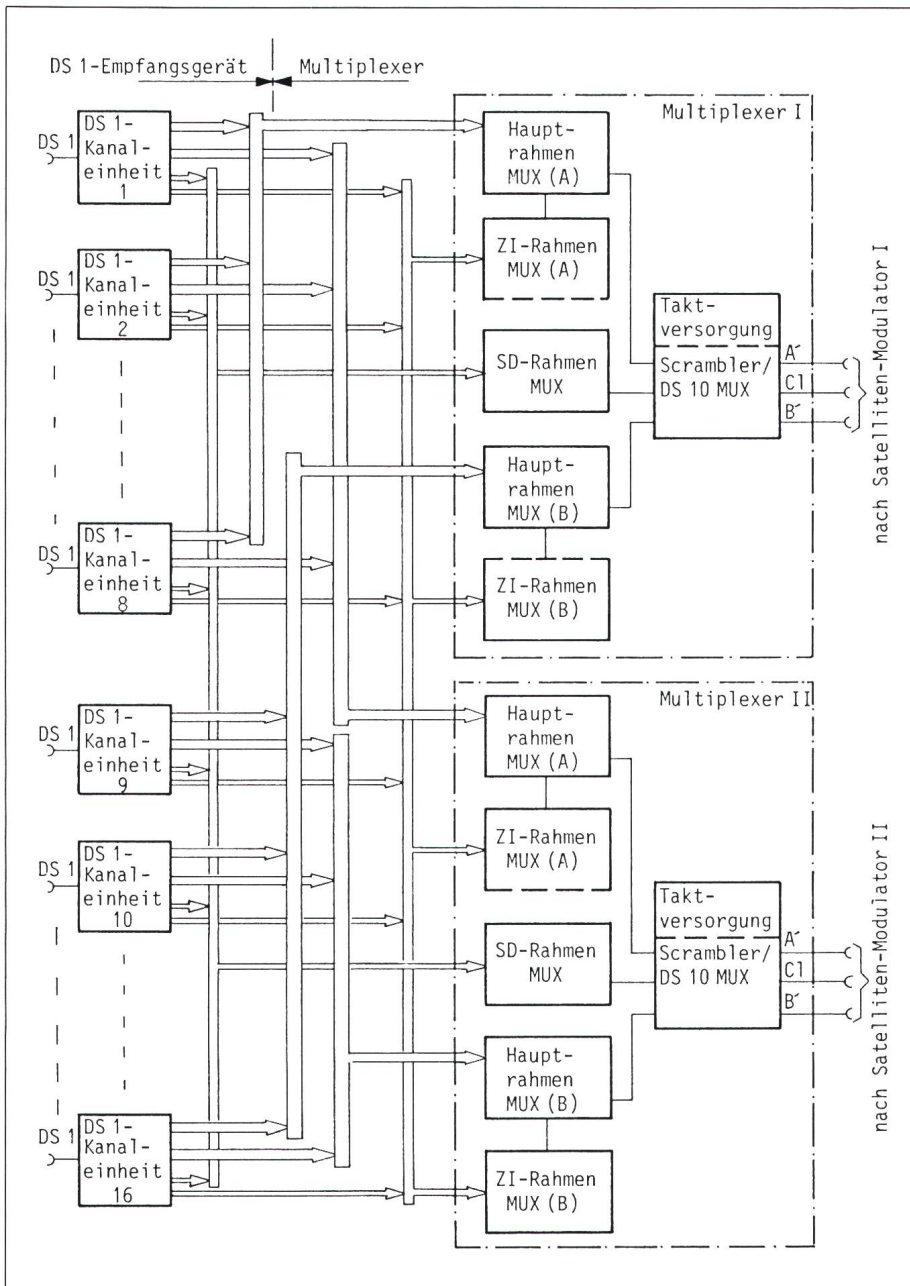 DS 1-Empfangsgerät
Multiplexer
DS 1
DS 1-
Kanal-
einheit
1
DS 1
DS 1-
Kanal-
einheit
2
DS 1
DS 1-
Kanal-
einheit
8
DS 1
DS 1-
Kanal-
einheit
9
DS 1
DS 1-
Kanal-
einheit
10
DS 1
DS 1-
Kanal-
einheit
16
Multiplexer I
Haupt-
rahmen
MUX (A)
ZI-Rahmen
MUX (A)
SD-Rahmen
MUX
Haupt-
rahmen
MUX (B)
ZI-Rahmen
MUX (B)
Takt-
versorgung
Scrambler/
DS 10 MUX
A´
Cl
B´
nach Satelliten-Modulator I
Multiplexer II
Haupt-
rahmen
MUX (A)
ZI-Rahmen
MUX (A)
SD-Rahmen
MUX
Haupt-
rahmen
MUX (B)
ZI-Rahmen
MUX (B)
Takt-
versorgung
Scrambler/
DS 10 MUX
A´
Cl
B´
nach Satelliten-Modulator II